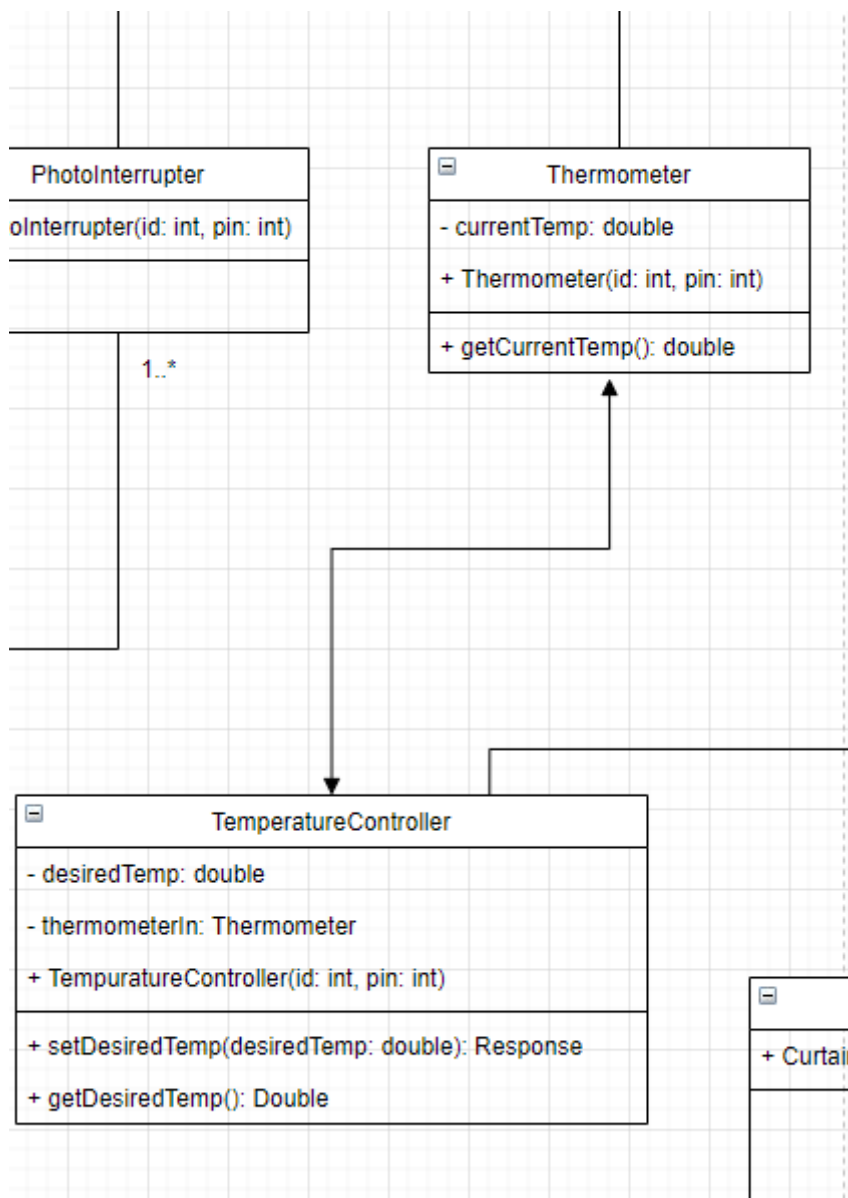 PhotoInterrupter
oInterrupter(id: int, pin: int)
1..*
Thermometer
- currentTemp: double
+ Thermometer(id: int, pin: int)
+ getCurrentTemp(): double
TemperatureController
- desiredTemp: double
- thermometerIn: Thermometer
+ TempuratureController(id: int, pin: int)
+ setDesiredTemp(desiredTemp: double): Response
+ getDesiredTemp(): Double
+ Curtai